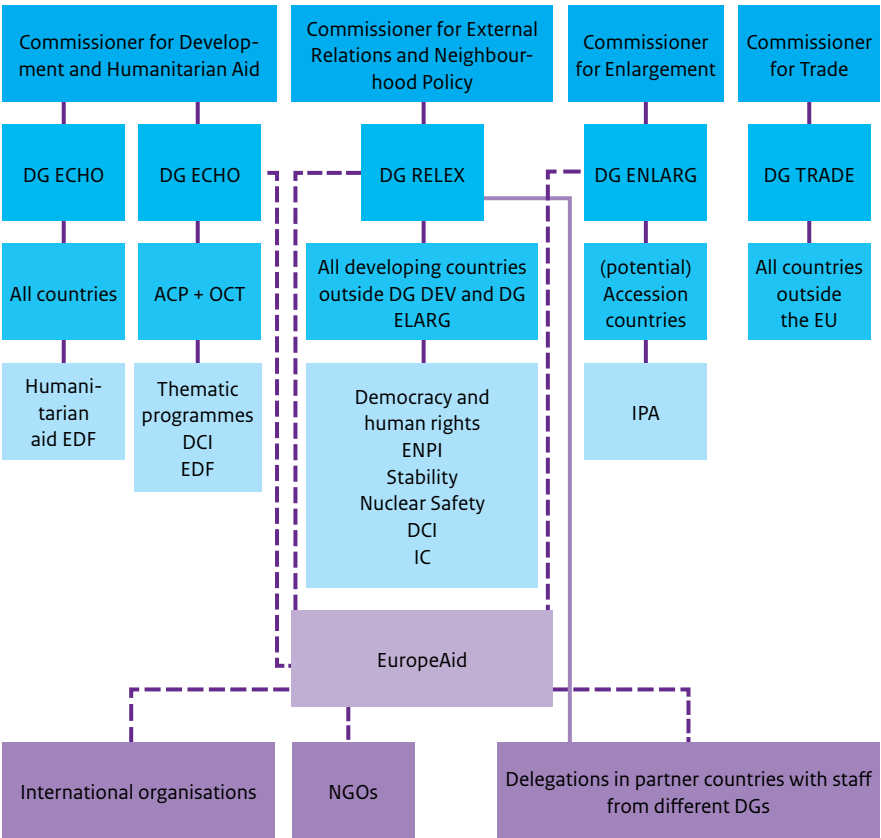 Commissioner for Develop-
ment and Humanitarian Aid
Commissioner for External
Relations and Neighbour-
hood Policy
Commissioner
for Enlargement
Commissioner
for Trade
DG ECHO
DG ECHO
DG RELEX
DG ENLARG
DG TRADE
All countries
ACP + OCT
All developing countries
outside DG DEV and DG
ELARG
(potential)
Accession
countries
All countries
outside
the EU
Humani-
tarian
aid EDF
Thematic
programmes
DCI
EDF
Democracy and
human rights
ENPI
Stability
Nuclear Safety
DCI
IC
IPA
EuropeAid
International organisations
NGOs
Delegations in partner countries with staff
from different DGs